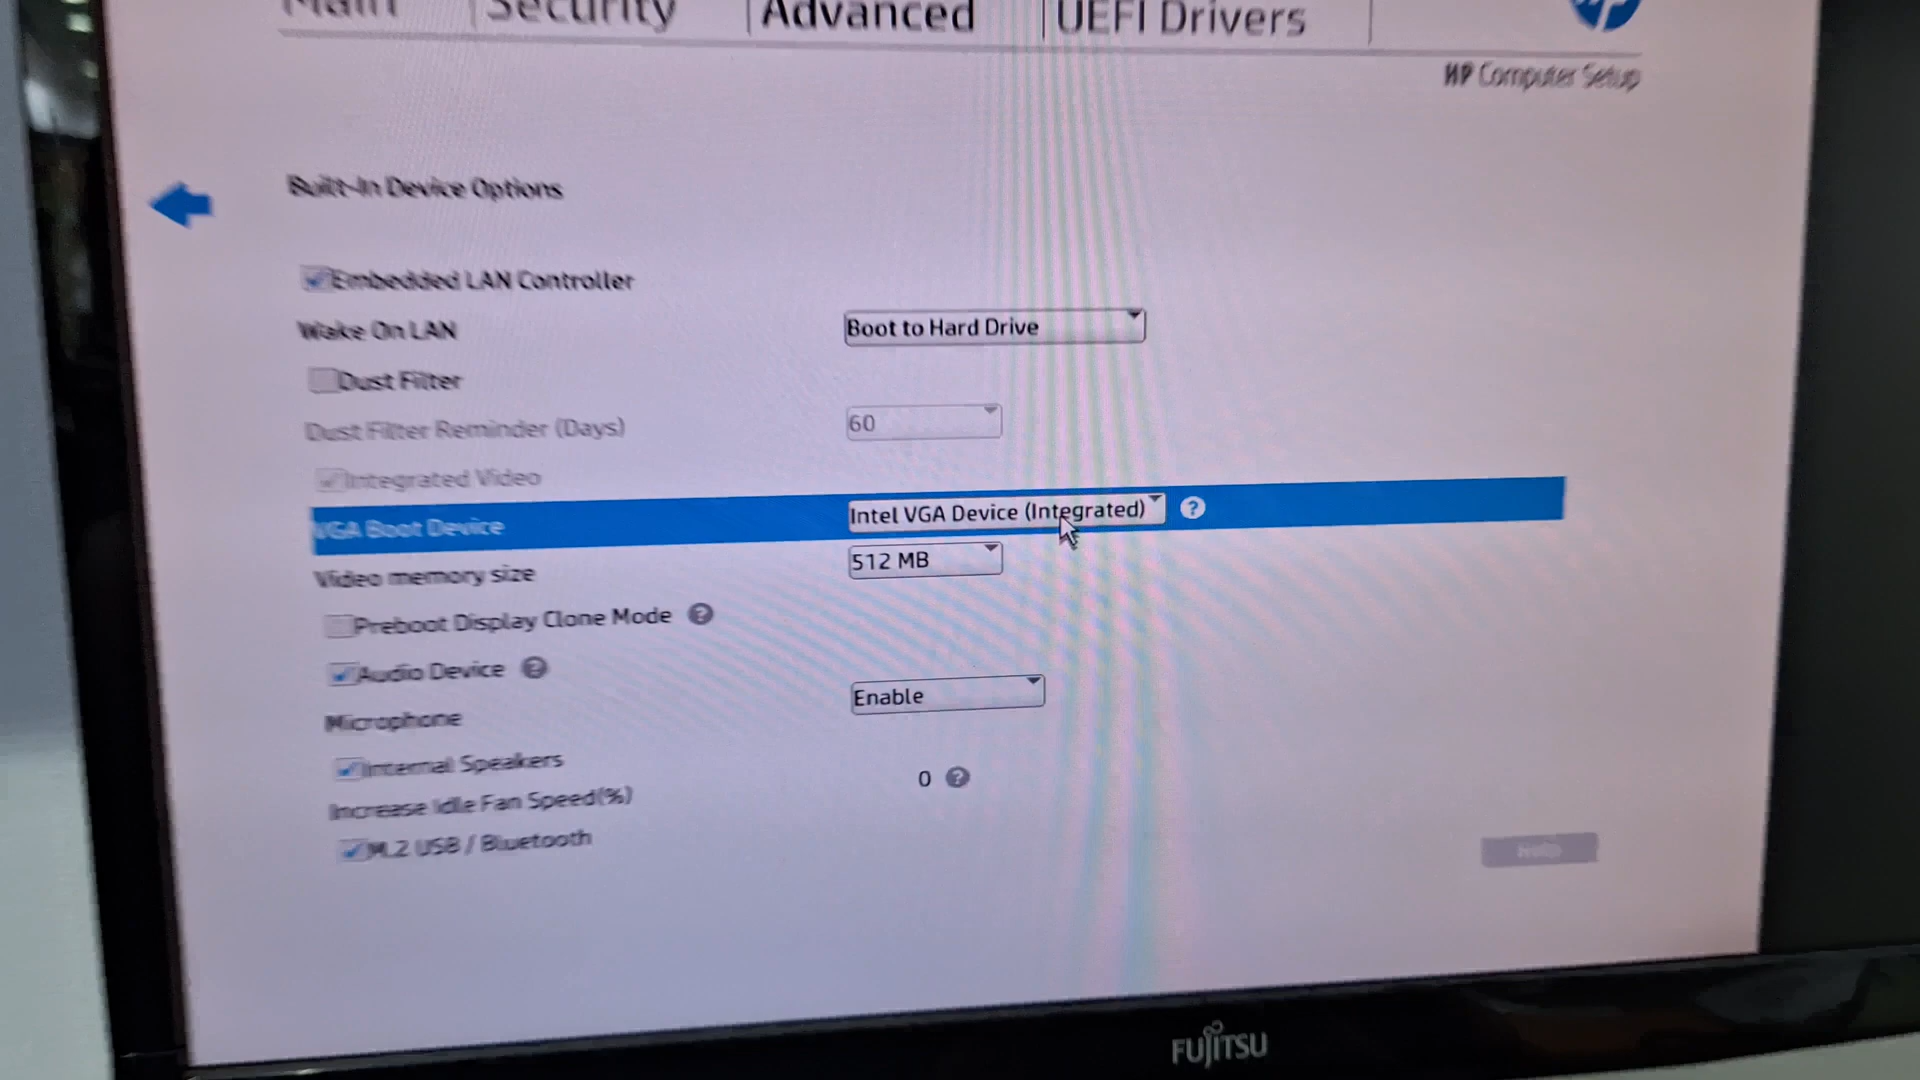 Main Security Advanced UEFI Drivers
HP Computer Setup
Built-In Device Options
Embedded LAN Controller
Wake On LAN Boot to Hard Drive
Dust Filter
Dust Filter Reminder (Days) 60
Integrated Video
VGA Boot Device Intel VGA Device (Integrated) ?
Video memory size 512 MB
Preboot Display Clone Mode ?
Audio Device ?
Microphone Enable
Internal Speakers
Increase Idle Fan Speed(%) 0 ?
M.2 USB / Bluetooth
Help
FUJITSU